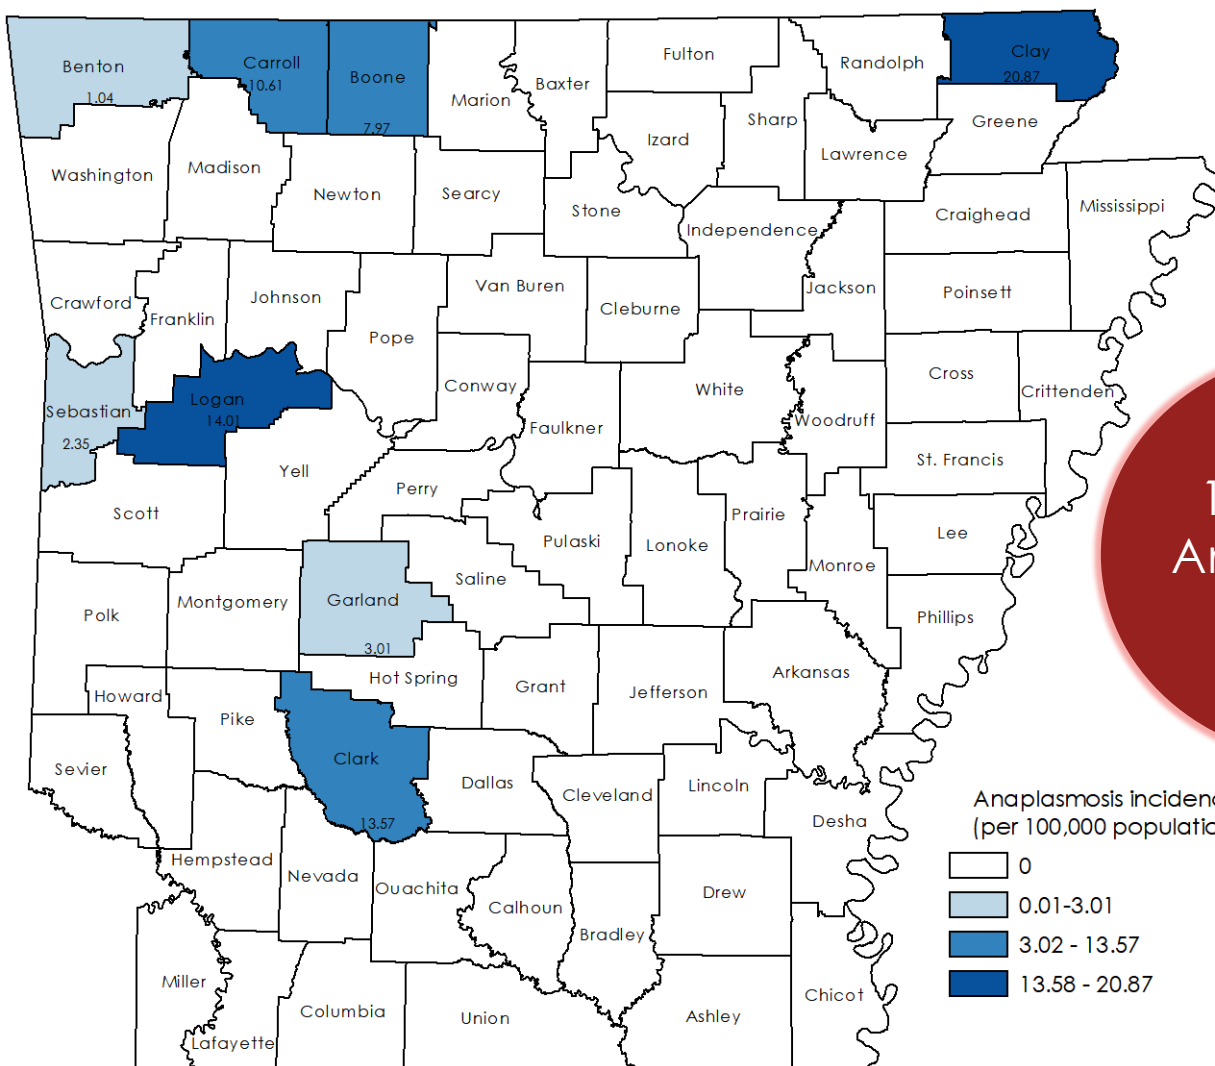 Benton
1.04
Carroll
10.61
Boone
7.97
Marion
Baxter
Fulton
Randolph
Clay
20.87
Greene
Sharp
Izard
Lawrence
Washington
Madison
Newton
Searcy
Stone
Independence
Craighead
Mississippi
Crawford
Franklin
Johnson
Pope
Van Buren
Cleburne
Jackson
Poinsett
Sebastian
2.35
Logan
14.01
Conway
Faulkner
White
Woodruff
Cross
Crittenden
St. Francis
Scott
Yell
Perry
Pulaski
Lonoke
Prairie
Monroe
Lee
Phillips
Polk
Montgomery
Garland
3.01
Saline
Hot Spring
Grant
Jefferson
Arkansas
Howard
Pike
Clark
13.57
Sevier
Dallas
Cleveland
Lincoln
Desha
Hempstead
Nevada
Ouachita
Calhoun
Bradley
Drew
Miller
Lafayette
Columbia
Union
Ashley
Chicot
Anaplasmosis incidenc
(per 100,000 populatio
0
0.01-3.01
3.02 - 13.57
13.58 - 20.87